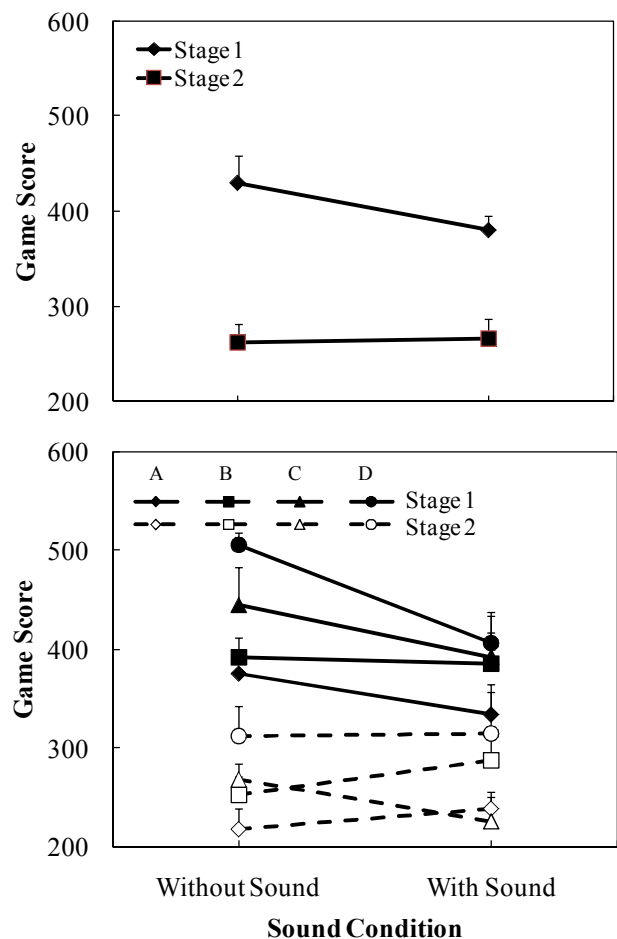 600
Stage 1
Stage 2
500
400
300
200
Game Score
600
A B C D
Stage 1
Stage 2
500
400
300
200
Game Score
Without Sound With Sound
Sound Condition